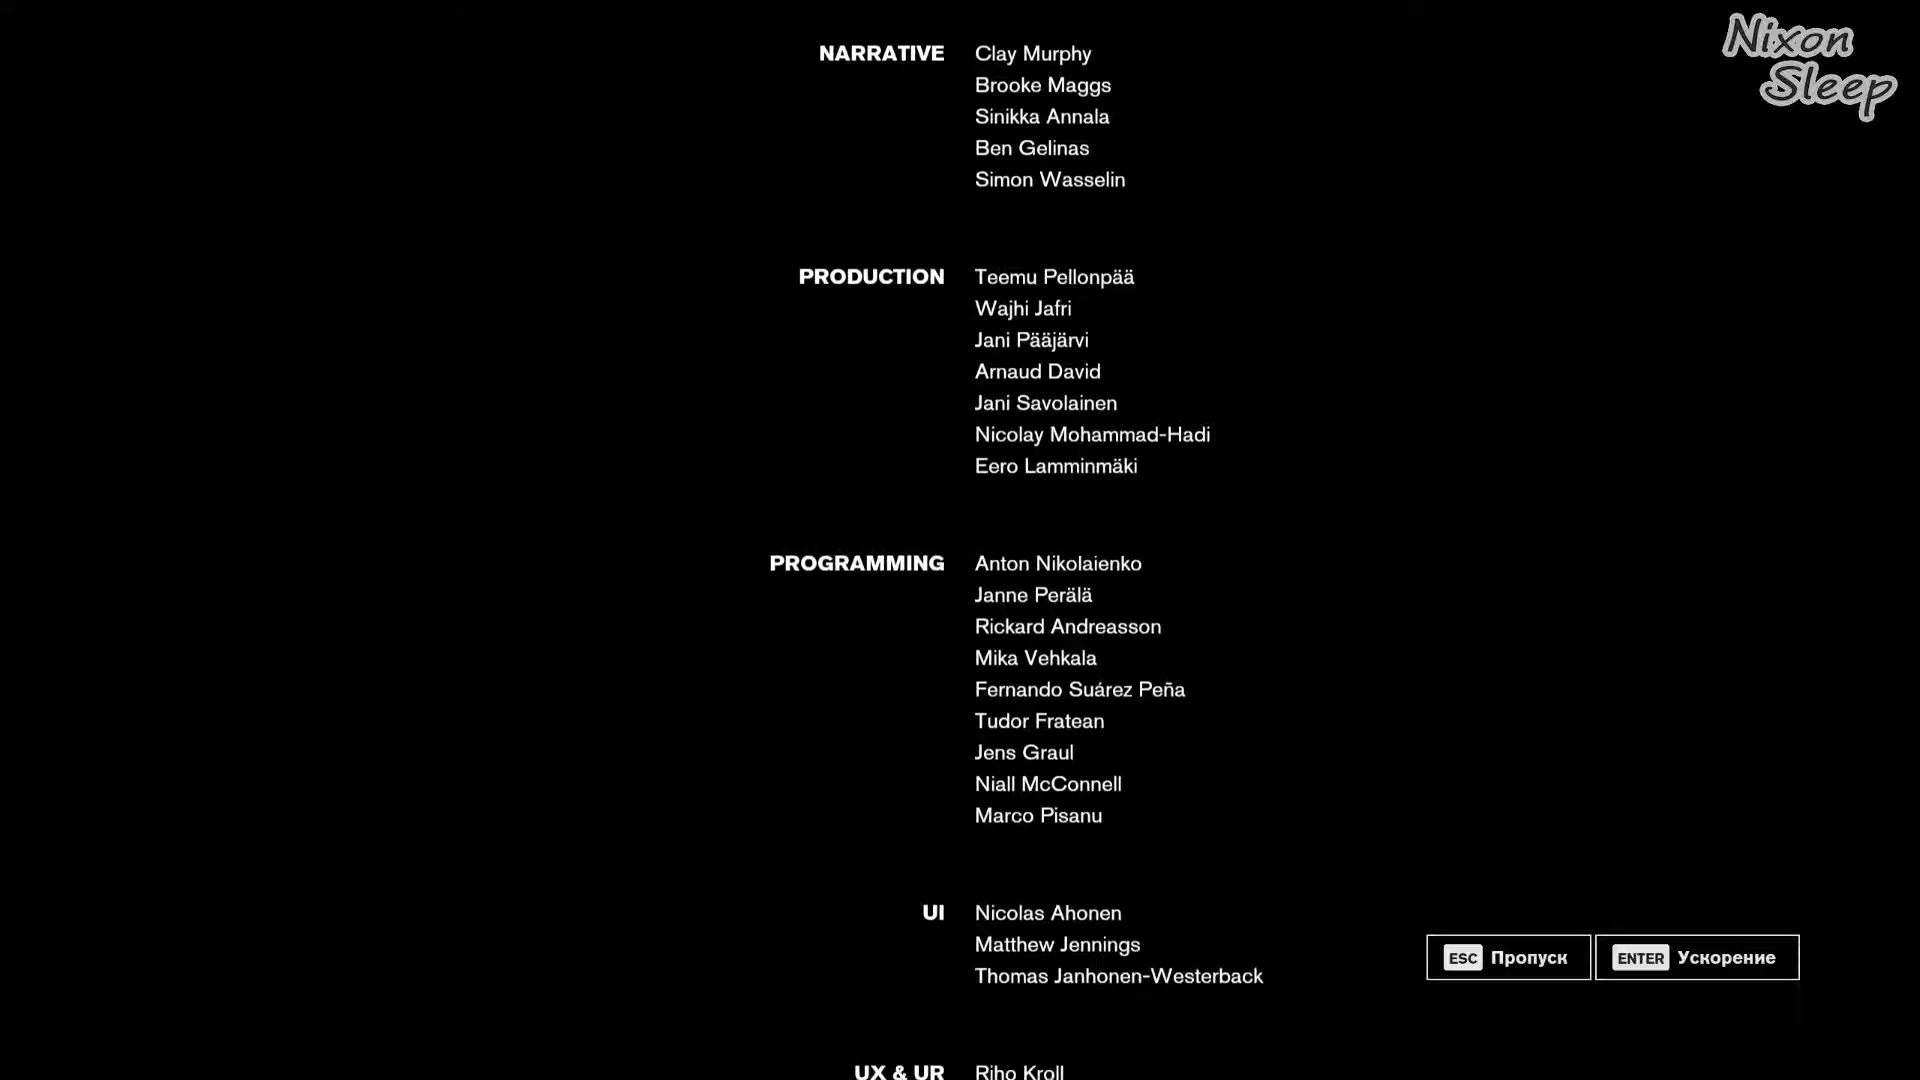 Nixon
Sleep
NARRATIVE Clay Murphy
Brooke Maggs
Sinikka Annala
Ben Gelinas
Simon Wasselin
PRODUCTION Teemu Pellonpää
Wajhi Jafri
Jani Pääjärvi
Arnaud David
Jani Savolainen
Nicolay Mohammad-Hadi
Eero Lamminmäki
PROGRAMMING Anton Nikolaienko
Janne Perälä
Rickard Andreasson
Mika Vehkala
Fernando Suárez Peña
Tudor Fratean
Jens Graul
Niall McConnell
Marco Pisanu
UI Nicolas Ahonen
Matthew Jennings
Thomas Janhonen-Westerback
ESC Пропуск ENTER Ускорение
UX & UR Riho Kroll